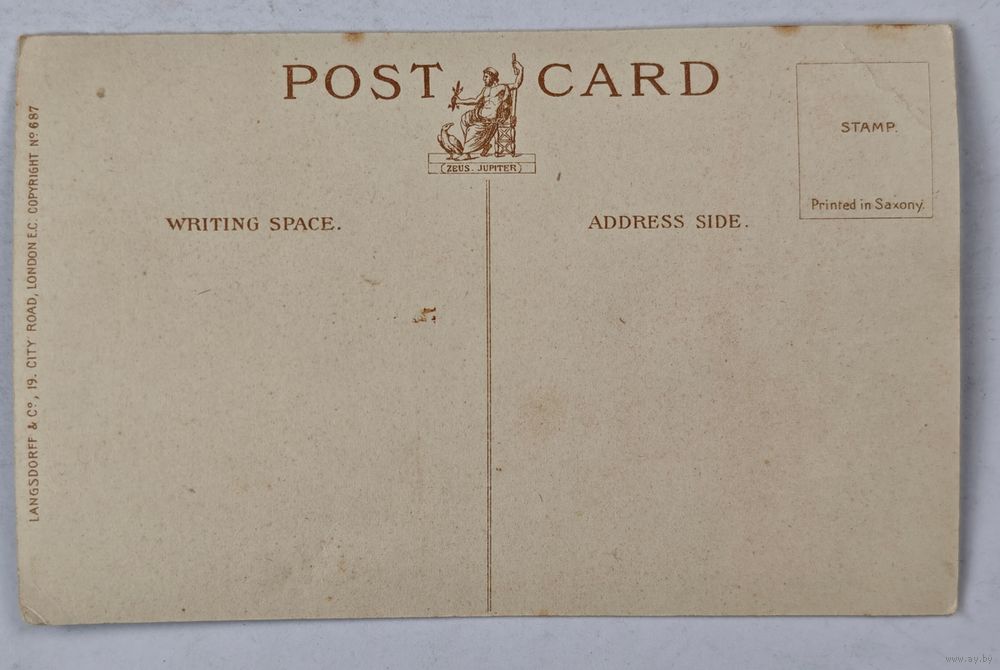 POST CARD
(ZEUS. JUPITER)
STAMP.
Printed in Saxony.
WRITING SPACE.
ADDRESS SIDE.
LANGSDORFF & Cº, 19. CITY ROAD, LONDON E.C. COPYRIGHT Nº 687
www.ay.by